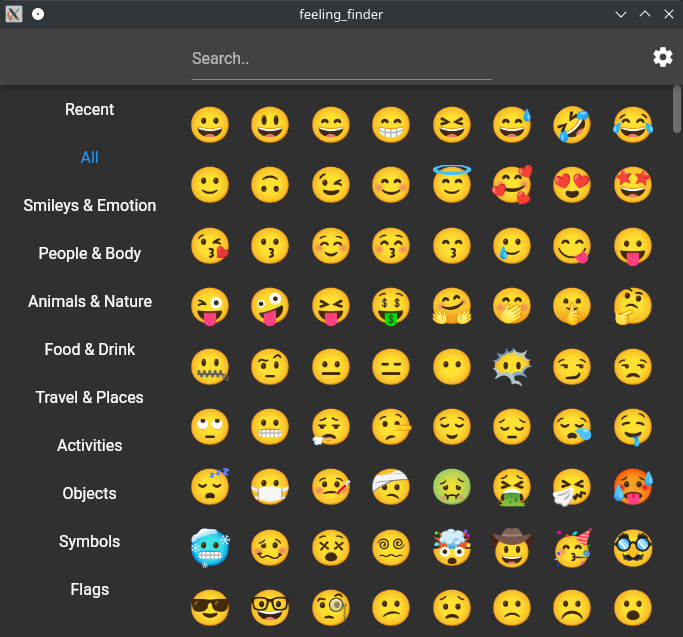 feeling_finder
Search..
Recent
All
Smileys & Emotion
People & Body
Animals & Nature
Food & Drink
Travel & Places
Activities
Objects
Symbols
Flags